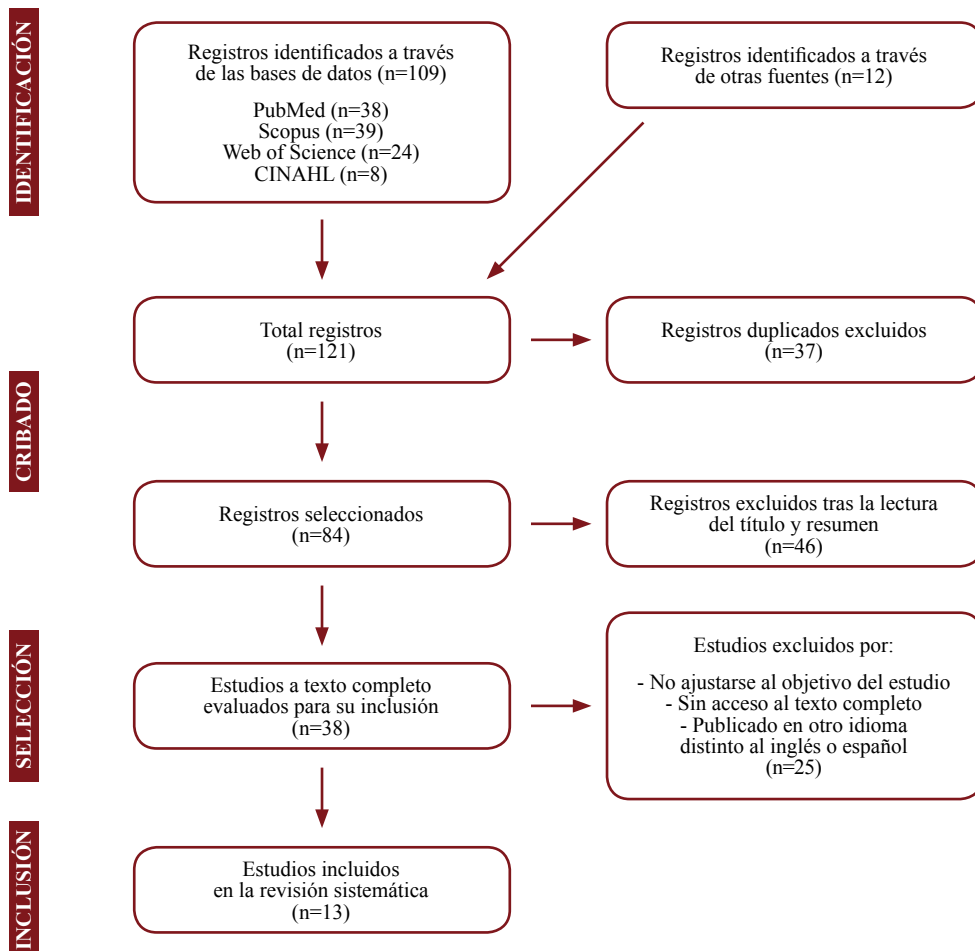 IDENTIFICACIÓN
Registros identificados a través
de las bases de datos (n=109)
PubMed (n=38)
Scopus (n=39)
Web of Science (n=24)
CINAHL (n=8)
Registros identificados a través
de otras fuentes (n=12)
Total registros
(n=121)
Registros duplicados excluidos
(n=37)
CRIBADO
Registros seleccionados
(n=84)
Registros excluidos tras la lectura
del título y resumen
(n=46)
SELECCIÓN
Estudios a texto completo
evaluados para su inclusión
(n=38)
Estudios excluidos por:
- No ajustarse al objetivo del estudio
- Sin acceso al texto completo
- Publicado en otro idioma
distinto al inglés o español
(n=25)
INCLUSIÓN
Estudios incluidos
en la revisión sistemática
(n=13)